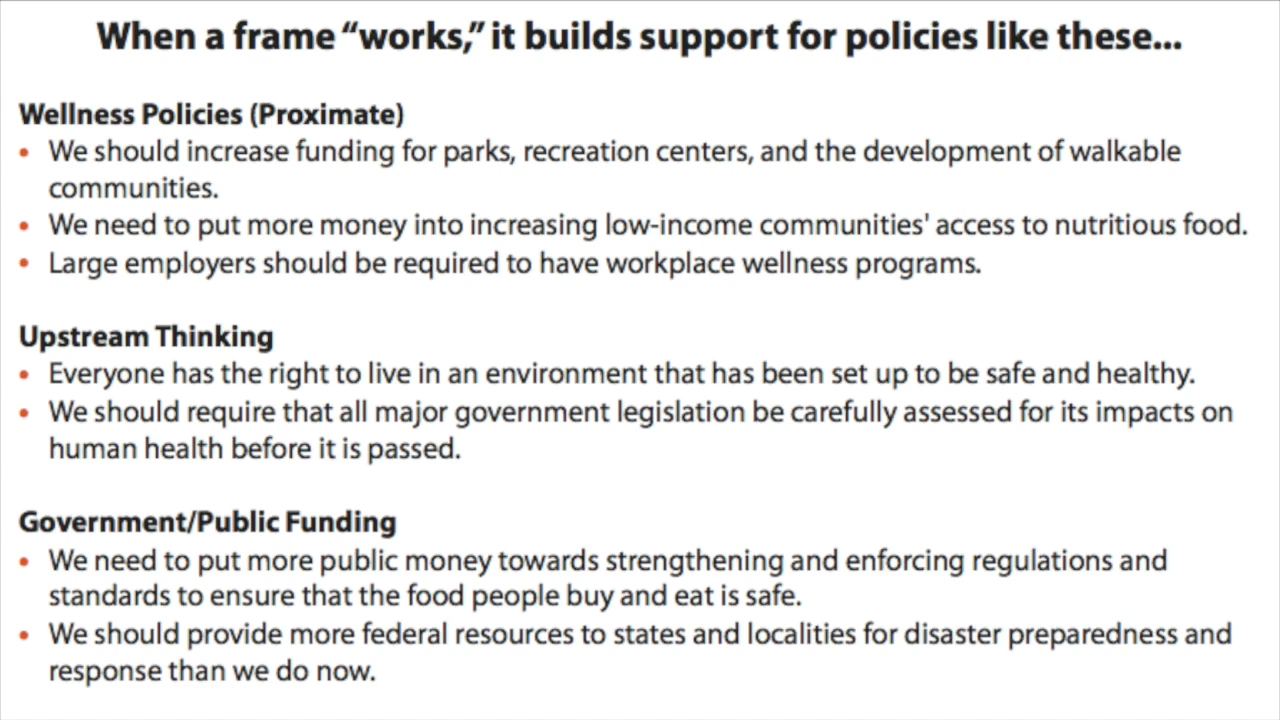 When a frame “works,” it builds support for policies like these...
Wellness Policies (Proximate)
• We should increase funding for parks, recreation centers, and the development of walkable
communities.
• We need to put more money into increasing low-income communities' access to nutritious food.
• Large employers should be required to have workplace wellness programs.
Upstream Thinking
• Everyone has the right to live in an environment that has been set up to be safe and healthy.
• We should require that all major government legislation be carefully assessed for its impacts on
human health before it is passed.
Government/Public Funding
• We need to put more public money towards strengthening and enforcing regulations and
standards to ensure that the food people buy and eat is safe.
• We should provide more federal resources to states and localities for disaster preparedness and
response than we do now.